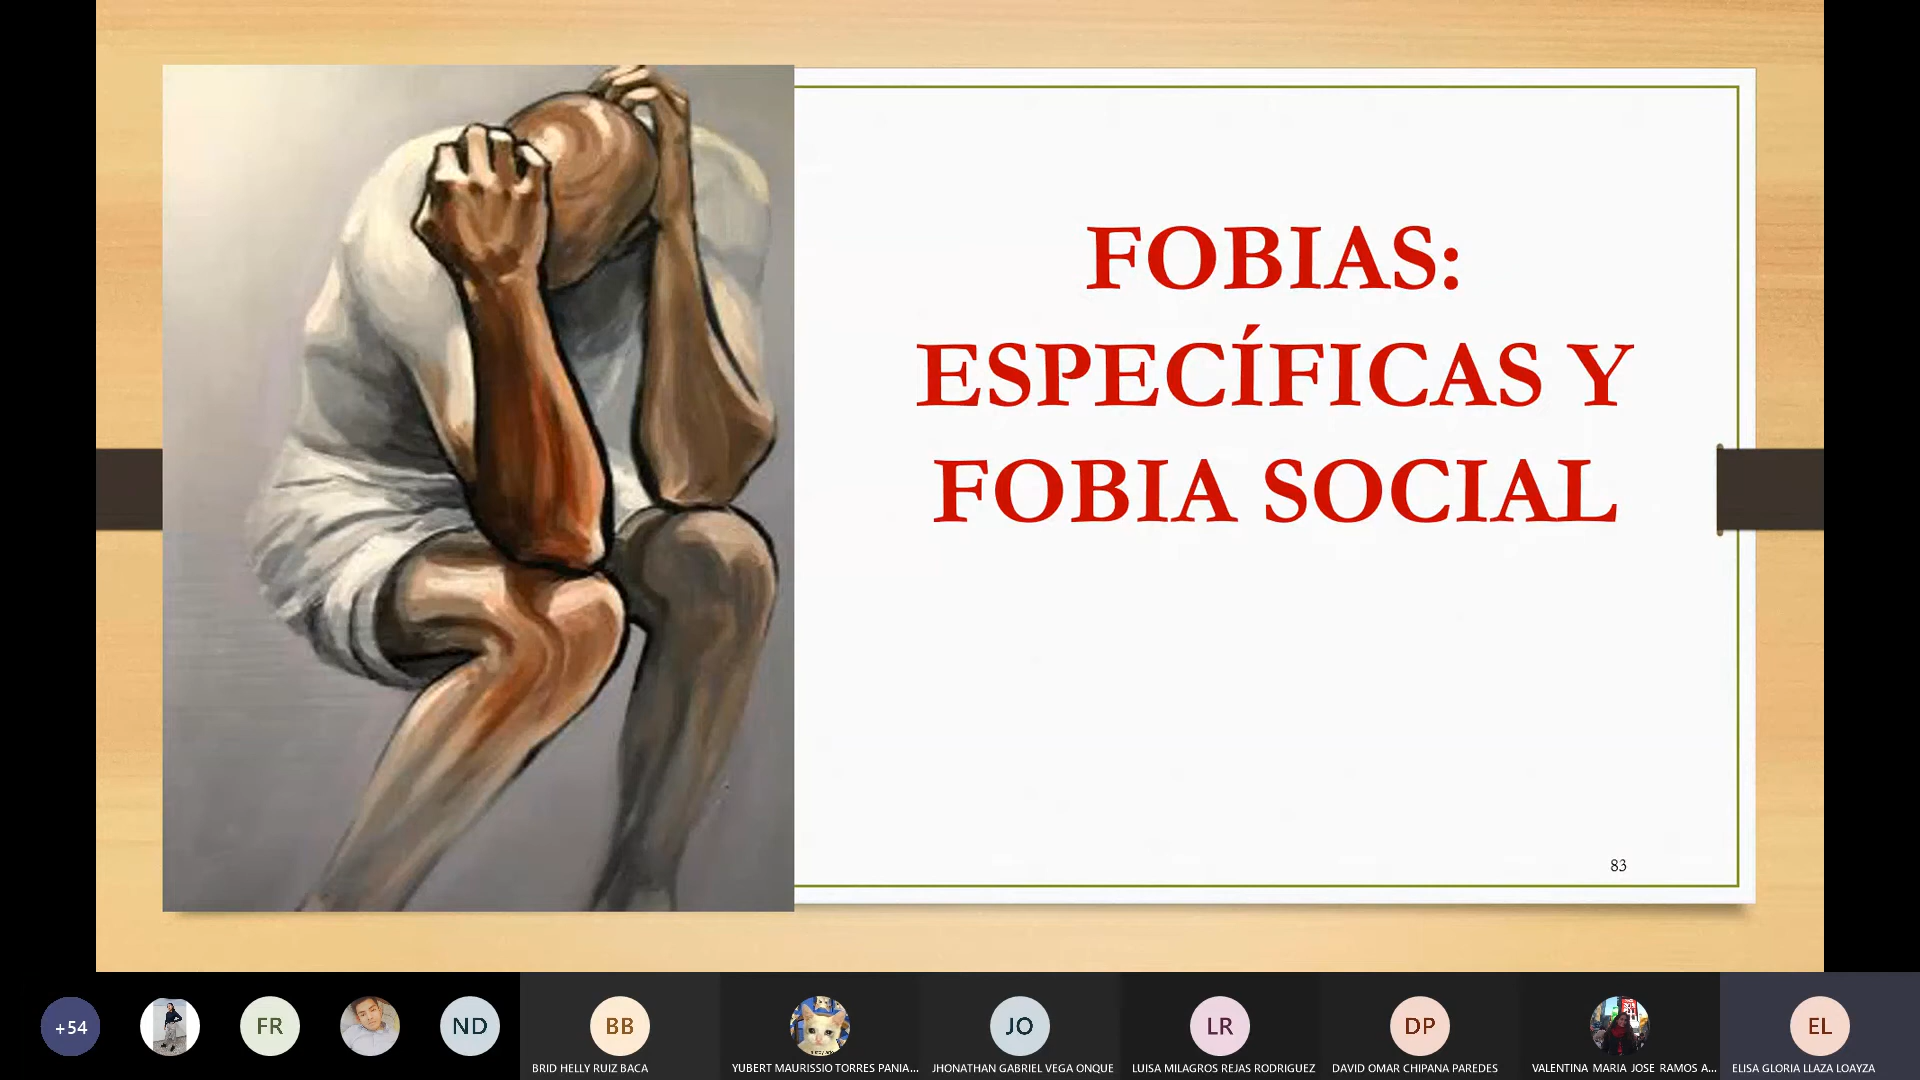 FOBIAS:
ESPECÍFICAS Y
FOBIA SOCIAL
83
+54
FR
ND
BB
JO
LR
DP
EL
BRID HELLY RUIZ BACA
YUBERT MAURISSIO TORRES PANIA...
JHONATHAN GABRIEL VEGA ONQUE
LUISA MILAGROS REJAS RODRIGUEZ
DAVID OMAR CHIPANA PAREDES
VALENTINA MARIA JOSE RAMOS A...
ELISA GLORIA LLAZA LOAYZA